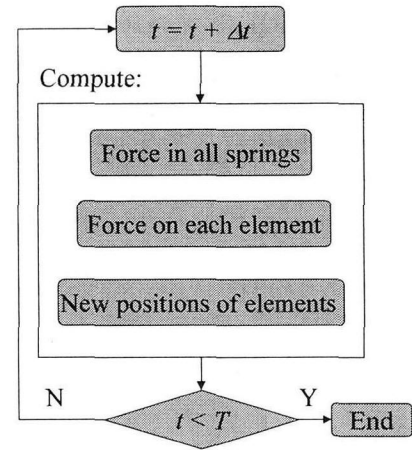 t = t + Δt
Compute:
Force in all springs
Force on each element
New positions of elements
N
t < T
Y
End